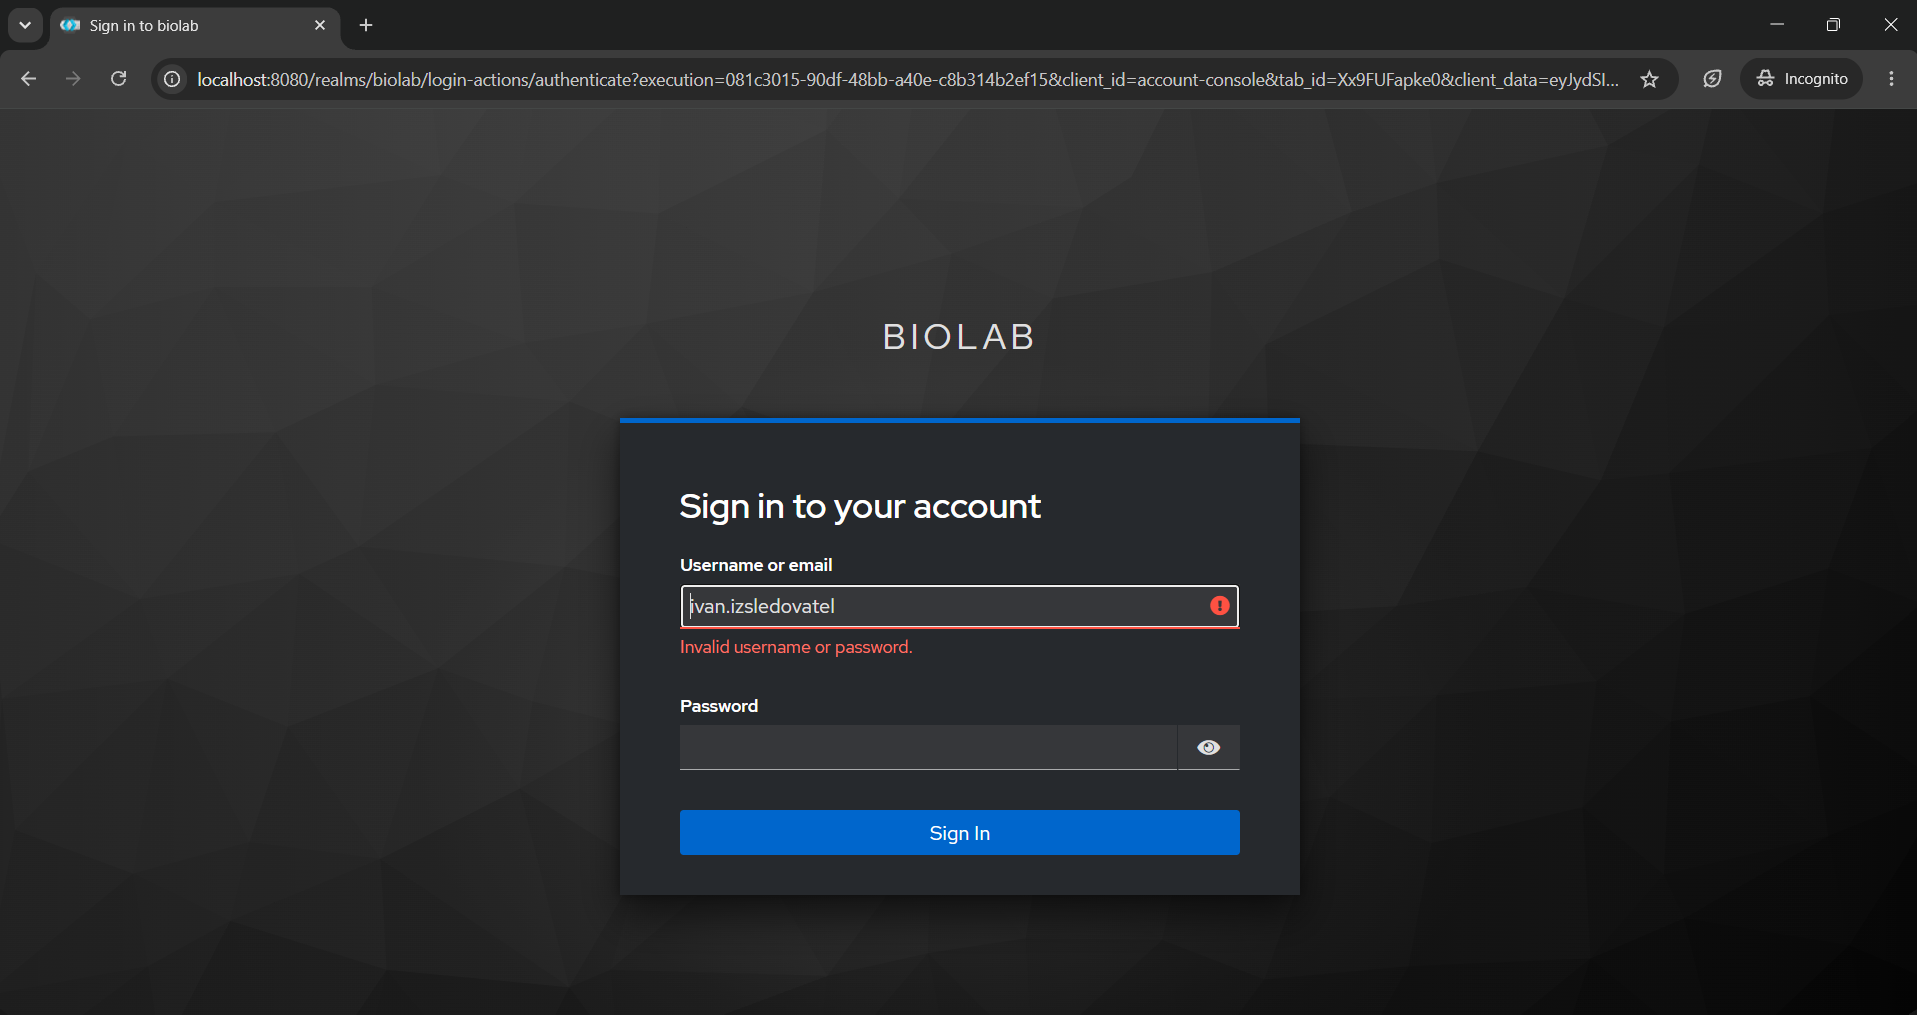 Sign in to biolab
localhost:8080/realms/biolab/login-actions/authenticate?execution=081c3015-90df-48bb-a40e-c8b314b2ef15&client_id=account-console&tab_id=Xx9FUFapke0&client_data=eyJydSI...
Incognito
BIOLAB
Sign in to your account
Username or email
ivan.izsledovatel
Invalid username or password.
Password
Sign In